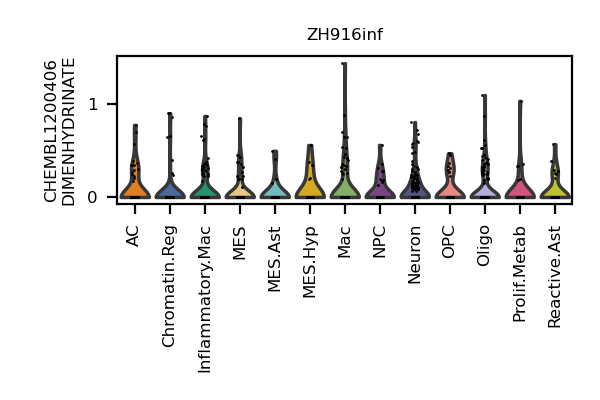 ZH916inf
CHEMBL1200406
DIMENHYDRINATE
1
0
AC
Chromatin.Reg
Inflammatory.Mac
MES
MES.Ast
MES.Hyp
Mac
NPC
Neuron
OPC
Oligo
Prolif.Metab
Reactive.Ast